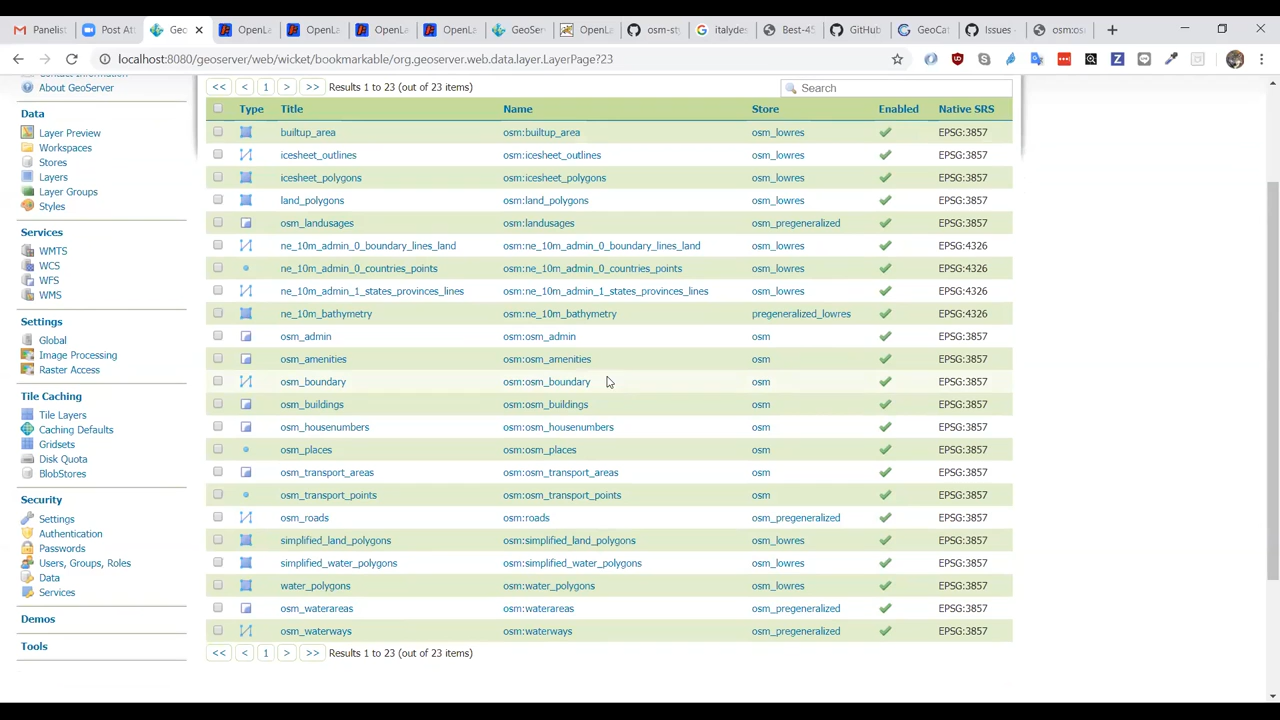 Panelist
Post At
Geo
OpenL
OpenLa
OpenLa
OpenLa
GeoSer
OpenLa
osm-st
italydes
Best-45
GitHub
GeoCat
Issues
osm:os
localhost:8080/geoserver/web/wicket/bookmarkable/org.geoserver.web.data.layer.LayerPage?23
Contact Information
About GeoServer
Data
Layer Preview
Workspaces
Stores
Layers
Layer Groups
Styles
Services
WMTS
WCS
WFS
WMS
Settings
Global
Image Processing
Raster Access
Tile Caching
Tile Layers
Caching Defaults
Gridsets
Disk Quota
BlobStores
Security
Settings
Authentication
Passwords
Users, Groups, Roles
Data
Services
Demos
Tools
<< < 1 > >> Results 1 to 23 (out of 23 items) Search
Type Title Name Store Enabled Native SRS
builtup_area osm:builtup_area osm_lowres EPSG:3857
icesheet_outlines osm:icesheet_outlines osm_lowres EPSG:3857
icesheet_polygons osm:icesheet_polygons osm_lowres EPSG:3857
land_polygons osm:land_polygons osm_lowres EPSG:3857
osm_landusages osm:landusages osm_pregeneralized EPSG:3857
ne_10m_admin_0_boundary_lines_land osm:ne_10m_admin_0_boundary_lines_land osm_lowres EPSG:4326
ne_10m_admin_0_countries_points osm:ne_10m_admin_0_countries_points osm_lowres EPSG:4326
ne_10m_admin_1_states_provinces_lines osm:ne_10m_admin_1_states_provinces_lines osm_lowres EPSG:4326
ne_10m_bathymetry osm:ne_10m_bathymetry pregeneralized_lowres EPSG:4326
osm_admin osm:osm_admin osm EPSG:3857
osm_amenities osm:osm_amenities osm EPSG:3857
osm_boundary osm:osm_boundary osm EPSG:3857
osm_buildings osm:osm_buildings osm EPSG:3857
osm_housenumbers osm:osm_housenumbers osm EPSG:3857
osm_places osm:osm_places osm EPSG:3857
osm_transport_areas osm:osm_transport_areas osm EPSG:3857
osm_transport_points osm:osm_transport_points osm EPSG:3857
osm_roads osm:roads osm_pregeneralized EPSG:3857
simplified_land_polygons osm:simplified_land_polygons osm_lowres EPSG:3857
simplified_water_polygons osm:simplified_water_polygons osm_lowres EPSG:3857
water_polygons osm:water_polygons osm_lowres EPSG:3857
osm_waterareas osm:waterareas osm_pregeneralized EPSG:3857
osm_waterways osm:waterways osm_pregeneralized EPSG:3857
<< < 1 > >> Results 1 to 23 (out of 23 items)